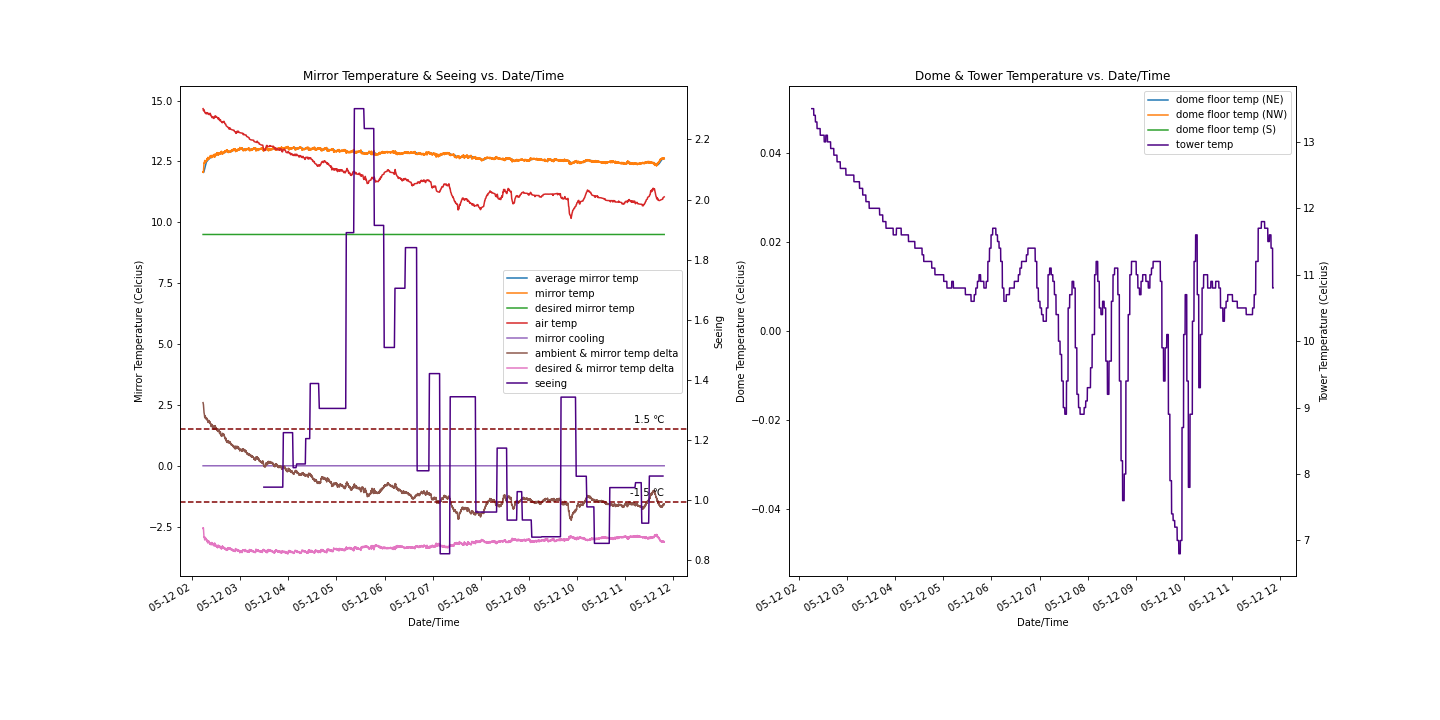 Mirror Temperature & Seeing vs. Date/Time
15.0
12.5
10.0
7.5
5.0
2.5
0.0
−2.5
Mirror Temperature (Celcius)
average mirror temp
mirror temp
desired mirror temp
air temp
mirror cooling
ambient & mirror temp delta
desired & mirror temp delta
seeing
1.5 °C
-1.5 °C
2.2
2.0
1.8
1.6
1.4
1.2
1.0
0.8
Seeing
05-12 02
05-12 03
05-12 04
05-12 05
05-12 06
05-12 07
05-12 08
05-12 09
05-12 10
05-12 11
05-12 12
Date/Time
Dome & Tower Temperature vs. Date/Time
0.04
0.02
0.00
−0.02
−0.04
Dome Temperature (Celcius)
dome floor temp (NE)
dome floor temp (NW)
dome floor temp (S)
tower temp
13
12
11
10
9
8
7
Tower Temperature (Celcius)
05-12 02
05-12 03
05-12 04
05-12 05
05-12 06
05-12 07
05-12 08
05-12 09
05-12 10
05-12 11
05-12 12
Date/Time